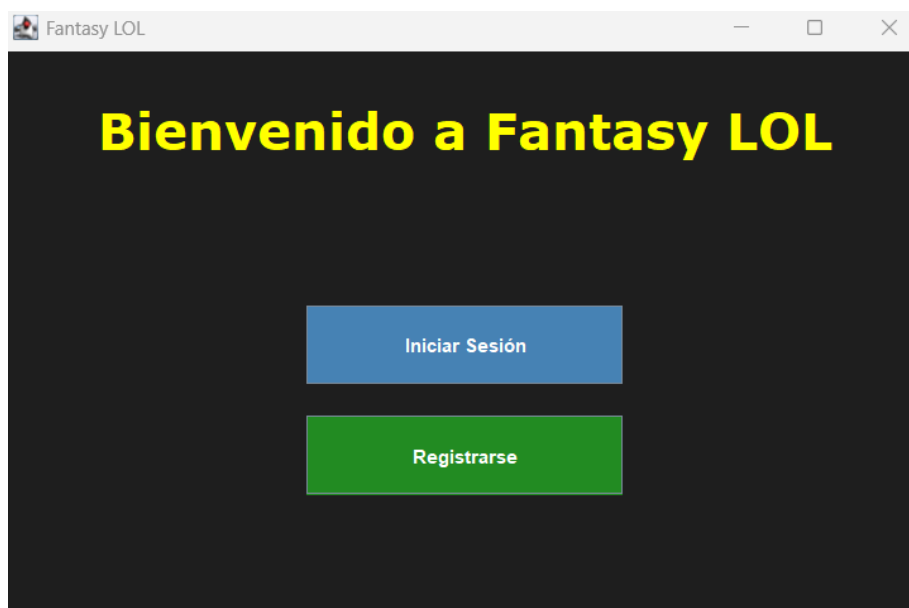 Fantasy LOL
Bienvenido a Fantasy LOL
Iniciar Sesión
Registrarse